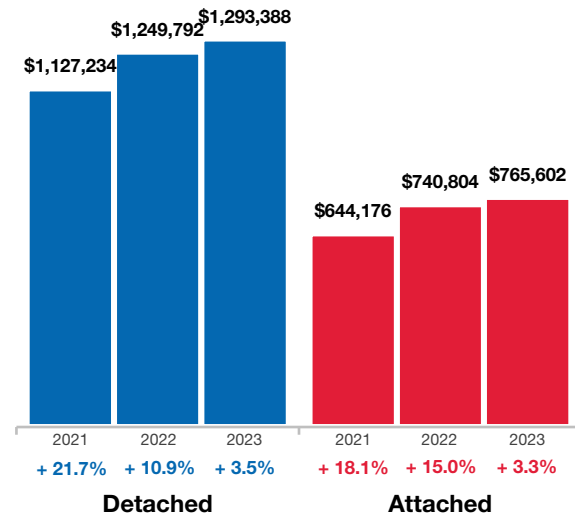 $1,127,234 $1,249,792 $1,293,388
$644,176 $740,804 $765,602
2021 2022 2023 2021 2022 2023
+ 21.7% + 10.9% + 3.5% + 18.1% + 15.0% + 3.3%
Detached Attached